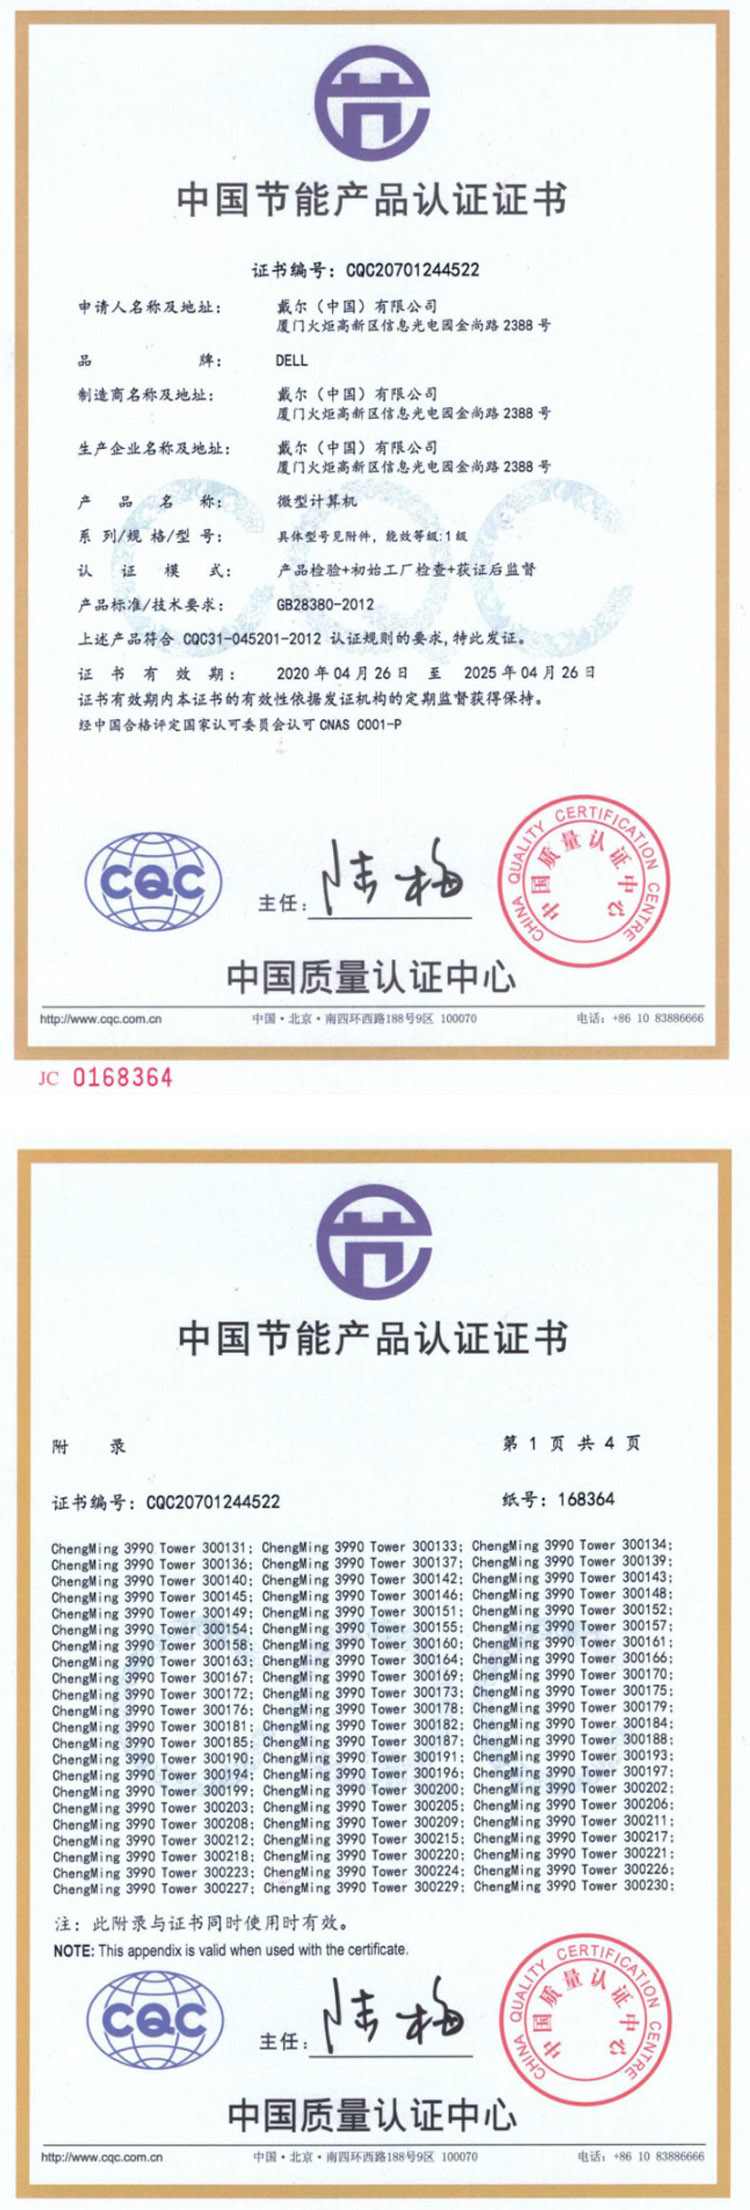 中国节能产品认证证书
证书编号: CQC20701244522
申请人名称及地址: 戴尔（中国）有限公司
厦门火炬高新区信息光电园金尚路 2388 号
品 牌: DELL
制造商名称及地址: 戴尔（中国）有限公司
厦门火炬高新区信息光电园金尚路 2388 号
生产企业名称及地址: 戴尔（中国）有限公司
厦门火炬高新区信息光电园金尚路 2388 号
产 品 名 称: 微型计算机
系 列/规 格/型 号: 具体型号见附件, 能效等级:1 级
认 证 模 式: 产品检验+初始工厂检查+获证后监督
产品标准/技术要求: GB28380-2012
上述产品符合 CQC31-045201-2012 认证规则的要求,特此发证。
证 书 有 效 期: 2020 年 04 月 26 日 至 2025 年 04 月 26 日
证书有效期内本证书的有效性依据发证机构的定期监督获得保持。
经中国合格评定国家认可委员会认可 CNAS C001-P
CQC
主任: 陆梅
CHINA QUALITY CERTIFICATION CENTRE
中国质量认证中心
中国质量认证中心
http://www.cqc.com.cn 中国·北京·南四环西路188号9区 100070 电话: +86 10 83886666
JC 0168364
中国节能产品认证证书
附 录 第 1 页 共 4 页
证书编号: CQC20701244522 纸号: 168364
ChengMing 3990 Tower 300131; ChengMing 3990 Tower 300133; ChengMing 3990 Tower 300134;
ChengMing 3990 Tower 300136; ChengMing 3990 Tower 300137; ChengMing 3990 Tower 300139;
ChengMing 3990 Tower 300140; ChengMing 3990 Tower 300142; ChengMing 3990 Tower 300143;
ChengMing 3990 Tower 300145; ChengMing 3990 Tower 300146; ChengMing 3990 Tower 300148;
ChengMing 3990 Tower 300149; ChengMing 3990 Tower 300151; ChengMing 3990 Tower 300152;
ChengMing 3990 Tower 300154; ChengMing 3990 Tower 300155; ChengMing 3990 Tower 300157;
ChengMing 3990 Tower 300158; ChengMing 3990 Tower 300160; ChengMing 3990 Tower 300161;
ChengMing 3990 Tower 300163; ChengMing 3990 Tower 300164; ChengMing 3990 Tower 300166;
ChengMing 3990 Tower 300167; ChengMing 3990 Tower 300169; ChengMing 3990 Tower 300170;
ChengMing 3990 Tower 300172; ChengMing 3990 Tower 300173; ChengMing 3990 Tower 300175;
ChengMing 3990 Tower 300176; ChengMing 3990 Tower 300178; ChengMing 3990 Tower 300179;
ChengMing 3990 Tower 300181; ChengMing 3990 Tower 300182; ChengMing 3990 Tower 300184;
ChengMing 3990 Tower 300185; ChengMing 3990 Tower 300187; ChengMing 3990 Tower 300188;
ChengMing 3990 Tower 300190; ChengMing 3990 Tower 300191; ChengMing 3990 Tower 300193;
ChengMing 3990 Tower 300194; ChengMing 3990 Tower 300196; ChengMing 3990 Tower 300197;
ChengMing 3990 Tower 300199; ChengMing 3990 Tower 300200; ChengMing 3990 Tower 300202;
ChengMing 3990 Tower 300203; ChengMing 3990 Tower 300205; ChengMing 3990 Tower 300206;
ChengMing 3990 Tower 300208; ChengMing 3990 Tower 300209; ChengMing 3990 Tower 300211;
ChengMing 3990 Tower 300212; ChengMing 3990 Tower 300215; ChengMing 3990 Tower 300217;
ChengMing 3990 Tower 300218; ChengMing 3990 Tower 300220; ChengMing 3990 Tower 300221;
ChengMing 3990 Tower 300223; ChengMing 3990 Tower 300224; ChengMing 3990 Tower 300226;
ChengMing 3990 Tower 300227; ChengMing 3990 Tower 300229; ChengMing 3990 Tower 300230;
注: 此附录与证书同时使用时有效。
NOTE: This appendix is valid when used with the certificate.
CQC
主任: 陆梅
CHINA QUALITY CERTIFICATION CENTRE
中国质量认证中心
中国质量认证中心
http://www.cqc.com.cn 中国·北京·南四环西路188号9区 100070 电话: +86 10 83886666